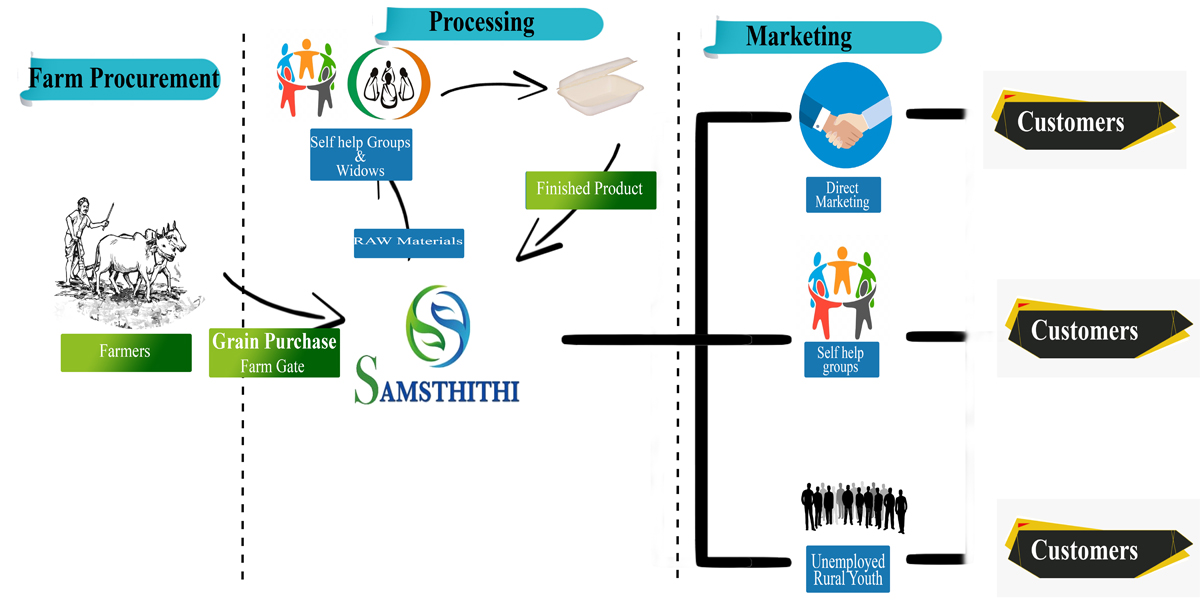 Farm Procurement
Processing
Marketing
Self help Groups
&
Widows
RAW Materials
Finished Product
Farmers
Grain Purchase
Farm Gate
SAMSTHITHI
Direct
Marketing
Customers
Self help
groups
Customers
Unemployed
Rural Youth
Customers